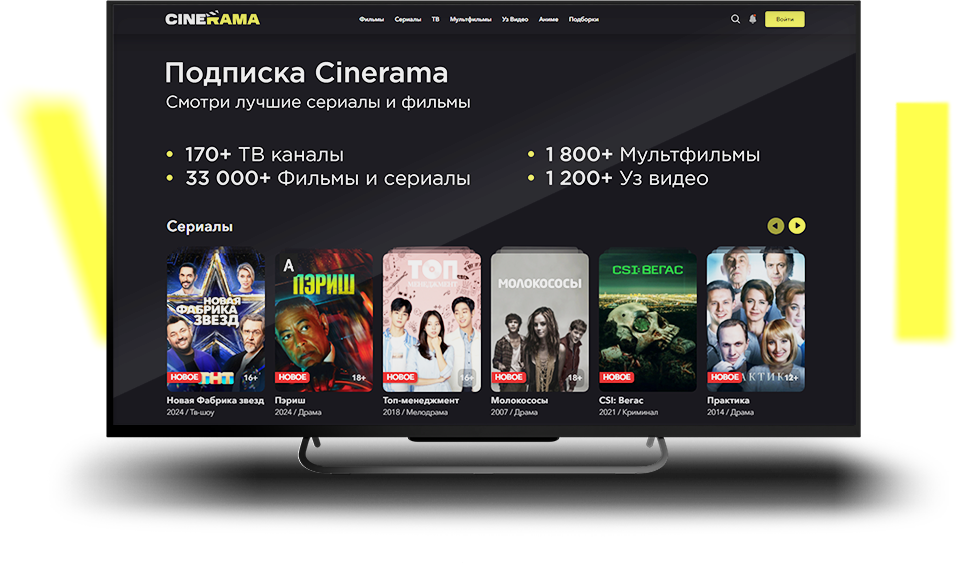 CINERAMA
Фильмы Сериалы ТВ Мультфильмы Уз Видео Аниме Подборки
Войти
Подписка Cinerama
Смотри лучшие сериалы и фильмы
• 170+ ТВ каналы
• 33 000+ Фильмы и сериалы
• 1 800+ Мультфильмы
• 1 200+ Уз видео
Сериалы
НОВАЯ
ФАБРИКА
ЗВЕЗД
НОВОЕ ТНТ 16+
Новая Фабрика звезд
2024 / Тв-шоу
А
ПЭРИШ
НОВОЕ 18+
Пэриш
2024 / Драма
ТОП
МЕНЕДЖМЕНТ
НОВОЕ 16+
Топ-менеджмент
2018 / Мелодрама
МОЛОКОСОСЫ
НОВОЕ 18+
Молокососы
2007 / Драма
CSI: ВЕГАС
НОВОЕ
CSI: Вегас
2021 / Криминал
НОВОЕ АКТИК 12+
Практика
2014 / Драма